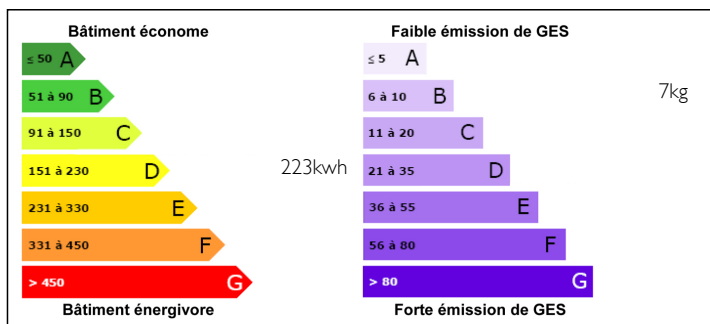 Bâtiment économe
≤ 50 A
51 à 90 B
91 à 150 C
151 à 230 D
223kwh
231 à 330 E
331 à 450 F
> 450 G
Bâtiment énergivore
Faible émission de GES
≤ 5 A
6 à 10 B
7kg
11 à 20 C
21 à 35 D
36 à 55 E
56 à 80 F
> 80 G
Forte émission de GES